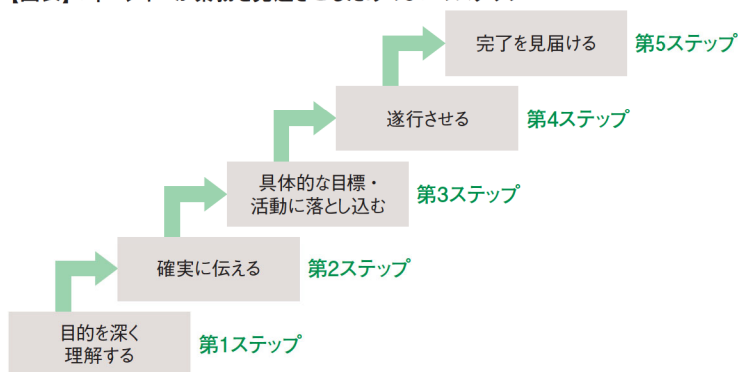 完了を見届ける
第5ステップ
遂行させる
第4ステップ
具体的な目標・
活動に落とし込む
第3ステップ
確実に伝える
第2ステップ
目的を深く
理解する
第1ステップ